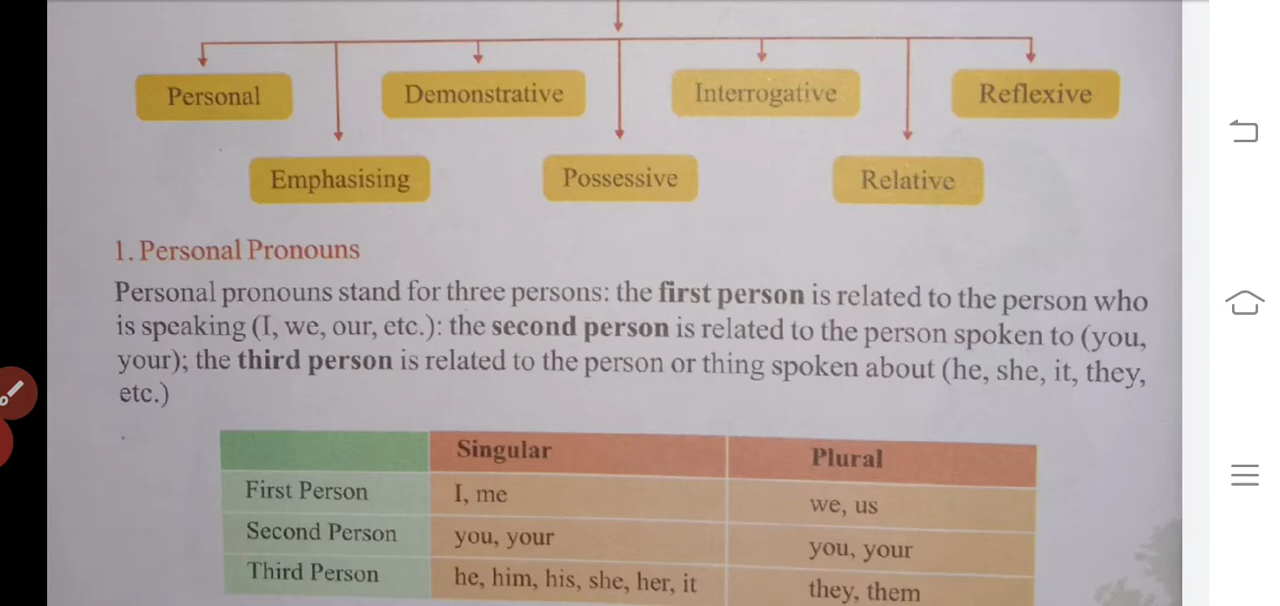 Personal Demonstrative Interrogative Reflexive
Emphasising Possessive Relative
1. Personal Pronouns
Personal pronouns stand for three persons: the first person is related to the person who
is speaking (I, we, our, etc.): the second person is related to the person spoken to (you,
your); the third person is related to the person or thing spoken about (he, she, it, they,
etc.)
Singular Plural
First Person I, me we, us
Second Person you, your you, your
Third Person he, him, his, she, her, it they, them